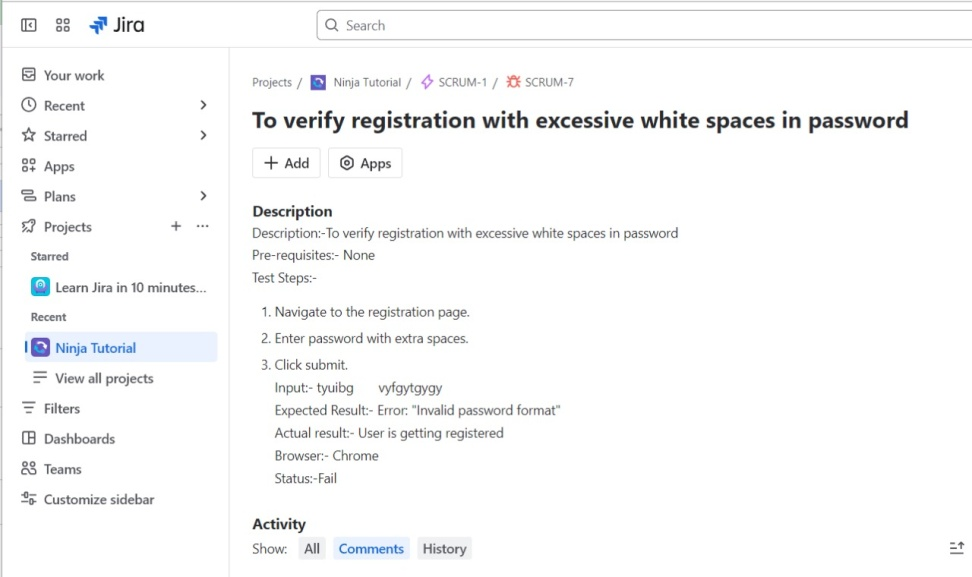 Jira
Search
Your work
Recent
Starred
Apps
Plans
Projects
Starred
Learn Jira in 10 minutes...
Recent
Ninja Tutorial
View all projects
Filters
Dashboards
Teams
Customize sidebar
Projects / Ninja Tutorial / SCRUM-1 / SCRUM-7
To verify registration with excessive white spaces in password
+ Add Apps
Description
Description:-To verify registration with excessive white spaces in password
Pre-requisites:- None
Test Steps:-
1. Navigate to the registration page.
2. Enter password with extra spaces.
3. Click submit.
Input:- tyuibg      vyfgytgygy
Expected Result:- Error: "Invalid password format"
Actual result:- User is getting registered
Browser:- Chrome
Status:-Fail
Activity
Show: All Comments History